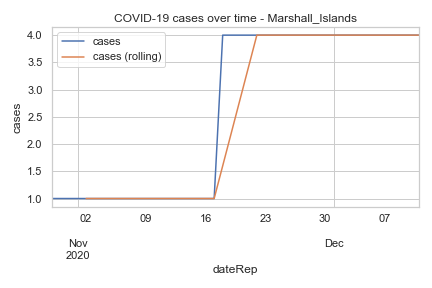 COVID-19 cases over time - Marshall_Islands
cases
cases (rolling)
4.0
3.5
3.0
2.5
2.0
1.5
1.0
cases
02 09 16 23 30 07
Nov Dec
2020
dateRep